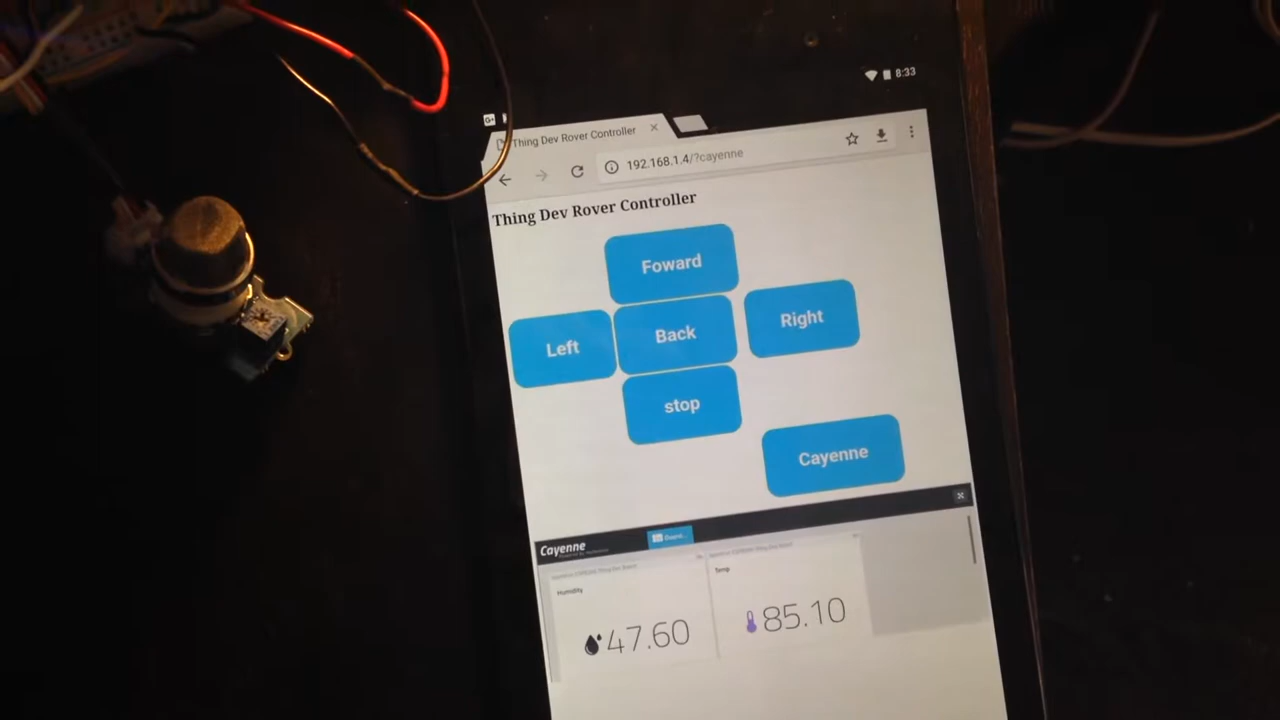 8:33
G+
Thing Dev Rover Controller
192.168.1.4/?cayenne
Thing Dev Rover Controller
Foward
Left
Back
Right
stop
Cayenne
Cayenne
Humidity
Temp
47.60
85.10